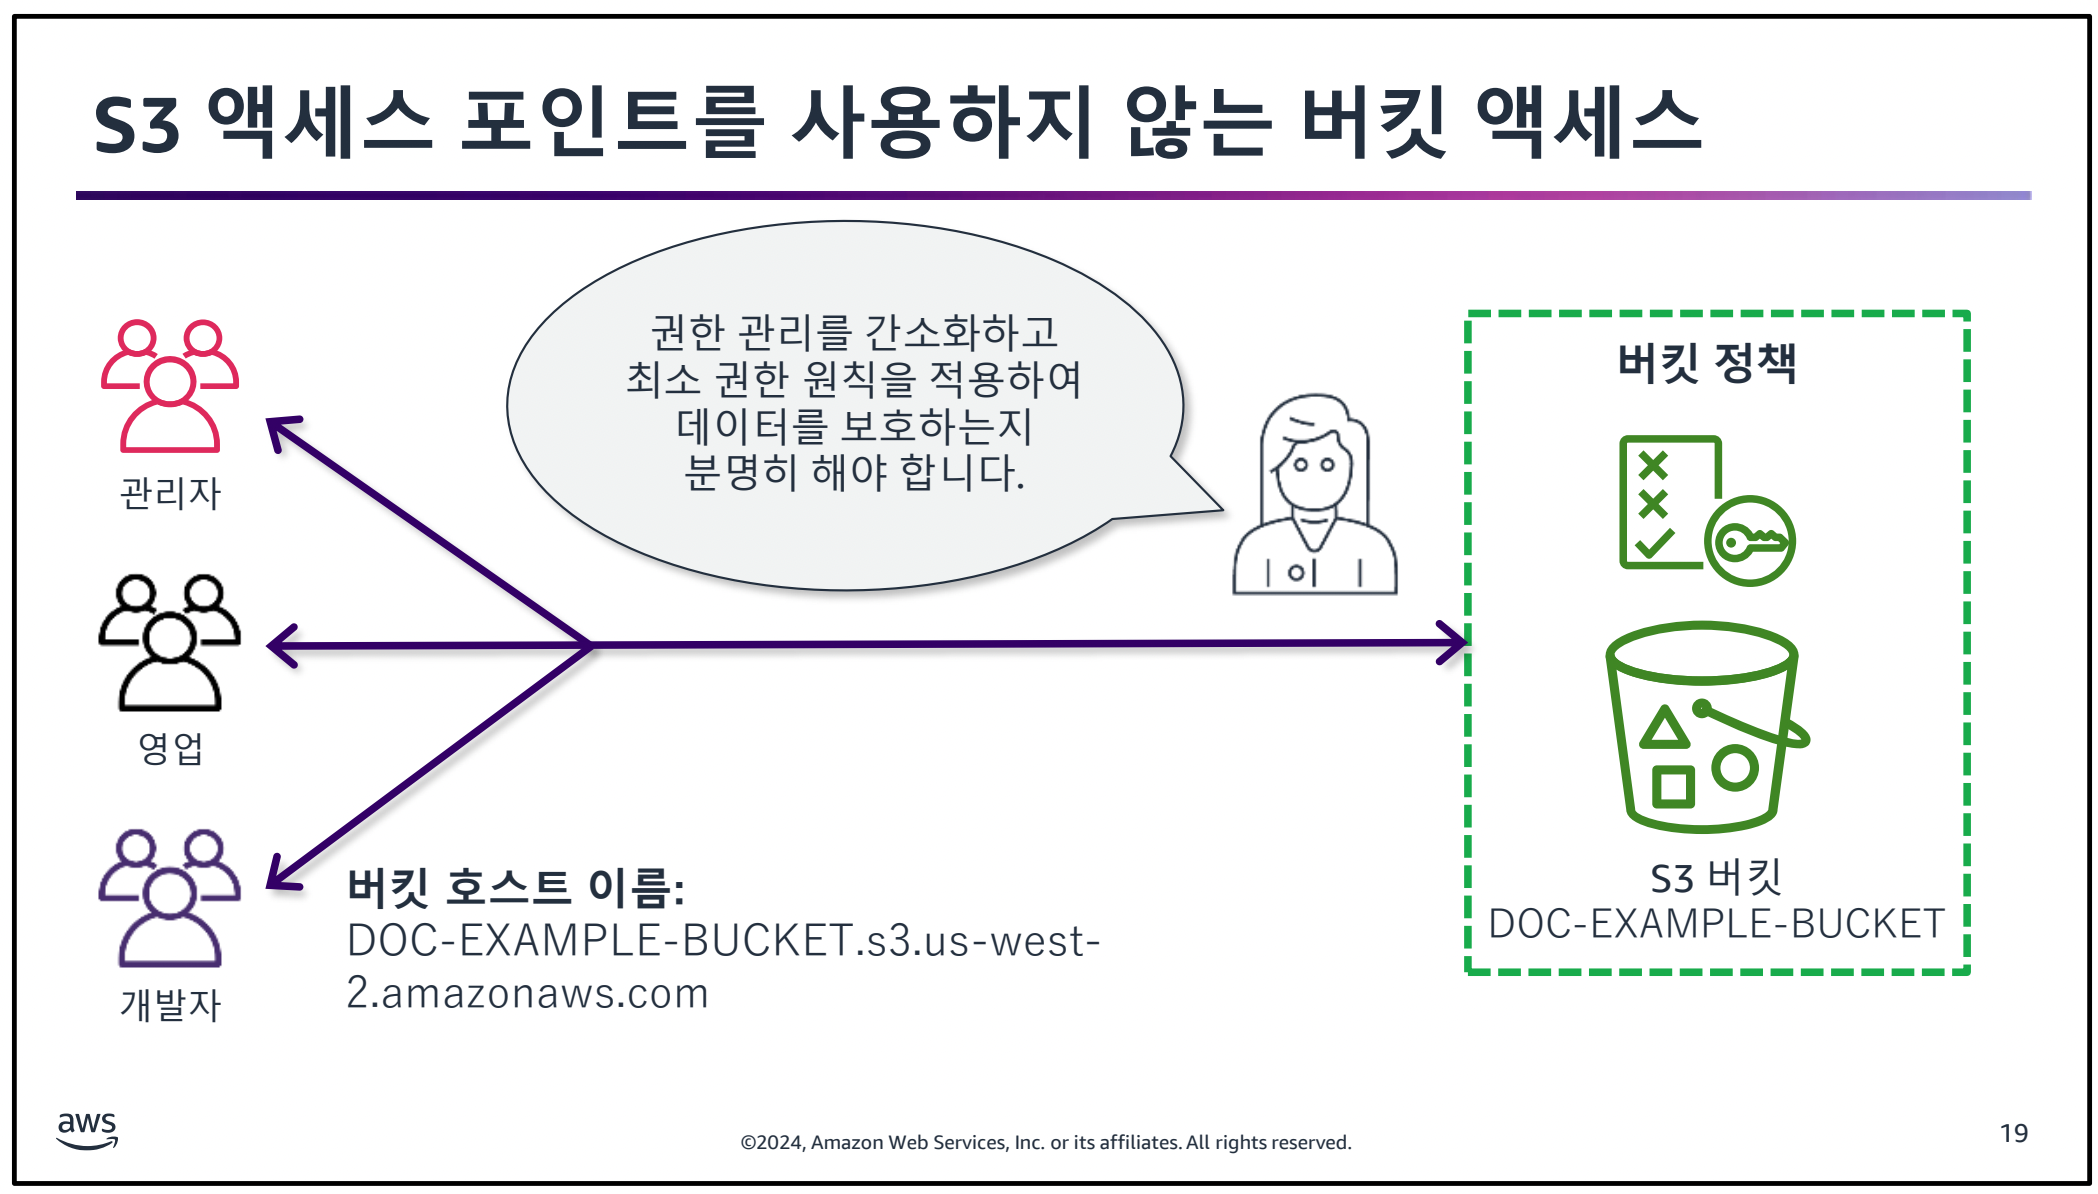 S3 액세스 포인트를 사용하지 않는 버킷 액세스
권한 관리를 간소화하고
최소 권한 원칙을 적용하여
데이터를 보호하는지
분명히 해야 합니다.
관리자
영업
개발자
버킷 호스트 이름:
DOC-EXAMPLE-BUCKET.s3.us-west-
2.amazonaws.com
버킷 정책
S3 버킷
DOC-EXAMPLE-BUCKET
aws
©2024, Amazon Web Services, Inc. or its affiliates. All rights reserved.
19